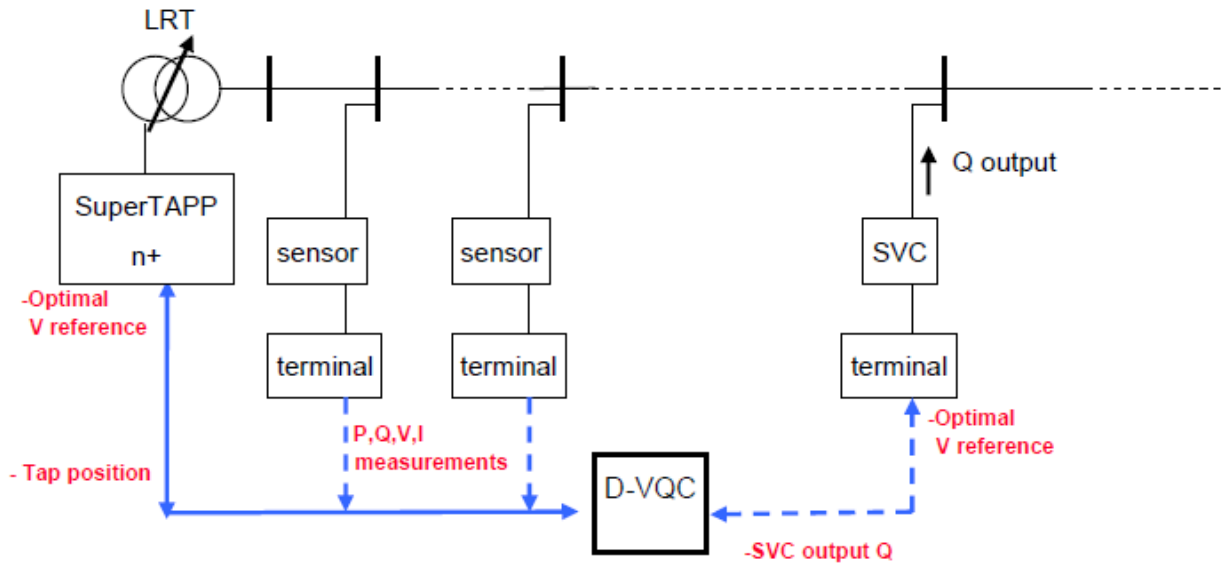 LRT
Q output
SuperTAPP
n+
sensor
sensor
SVC
-Optimal
V reference
terminal
terminal
terminal
P,Q,V,I
measurements
-Optimal
V reference
- Tap position
D-VQC
-SVC output Q